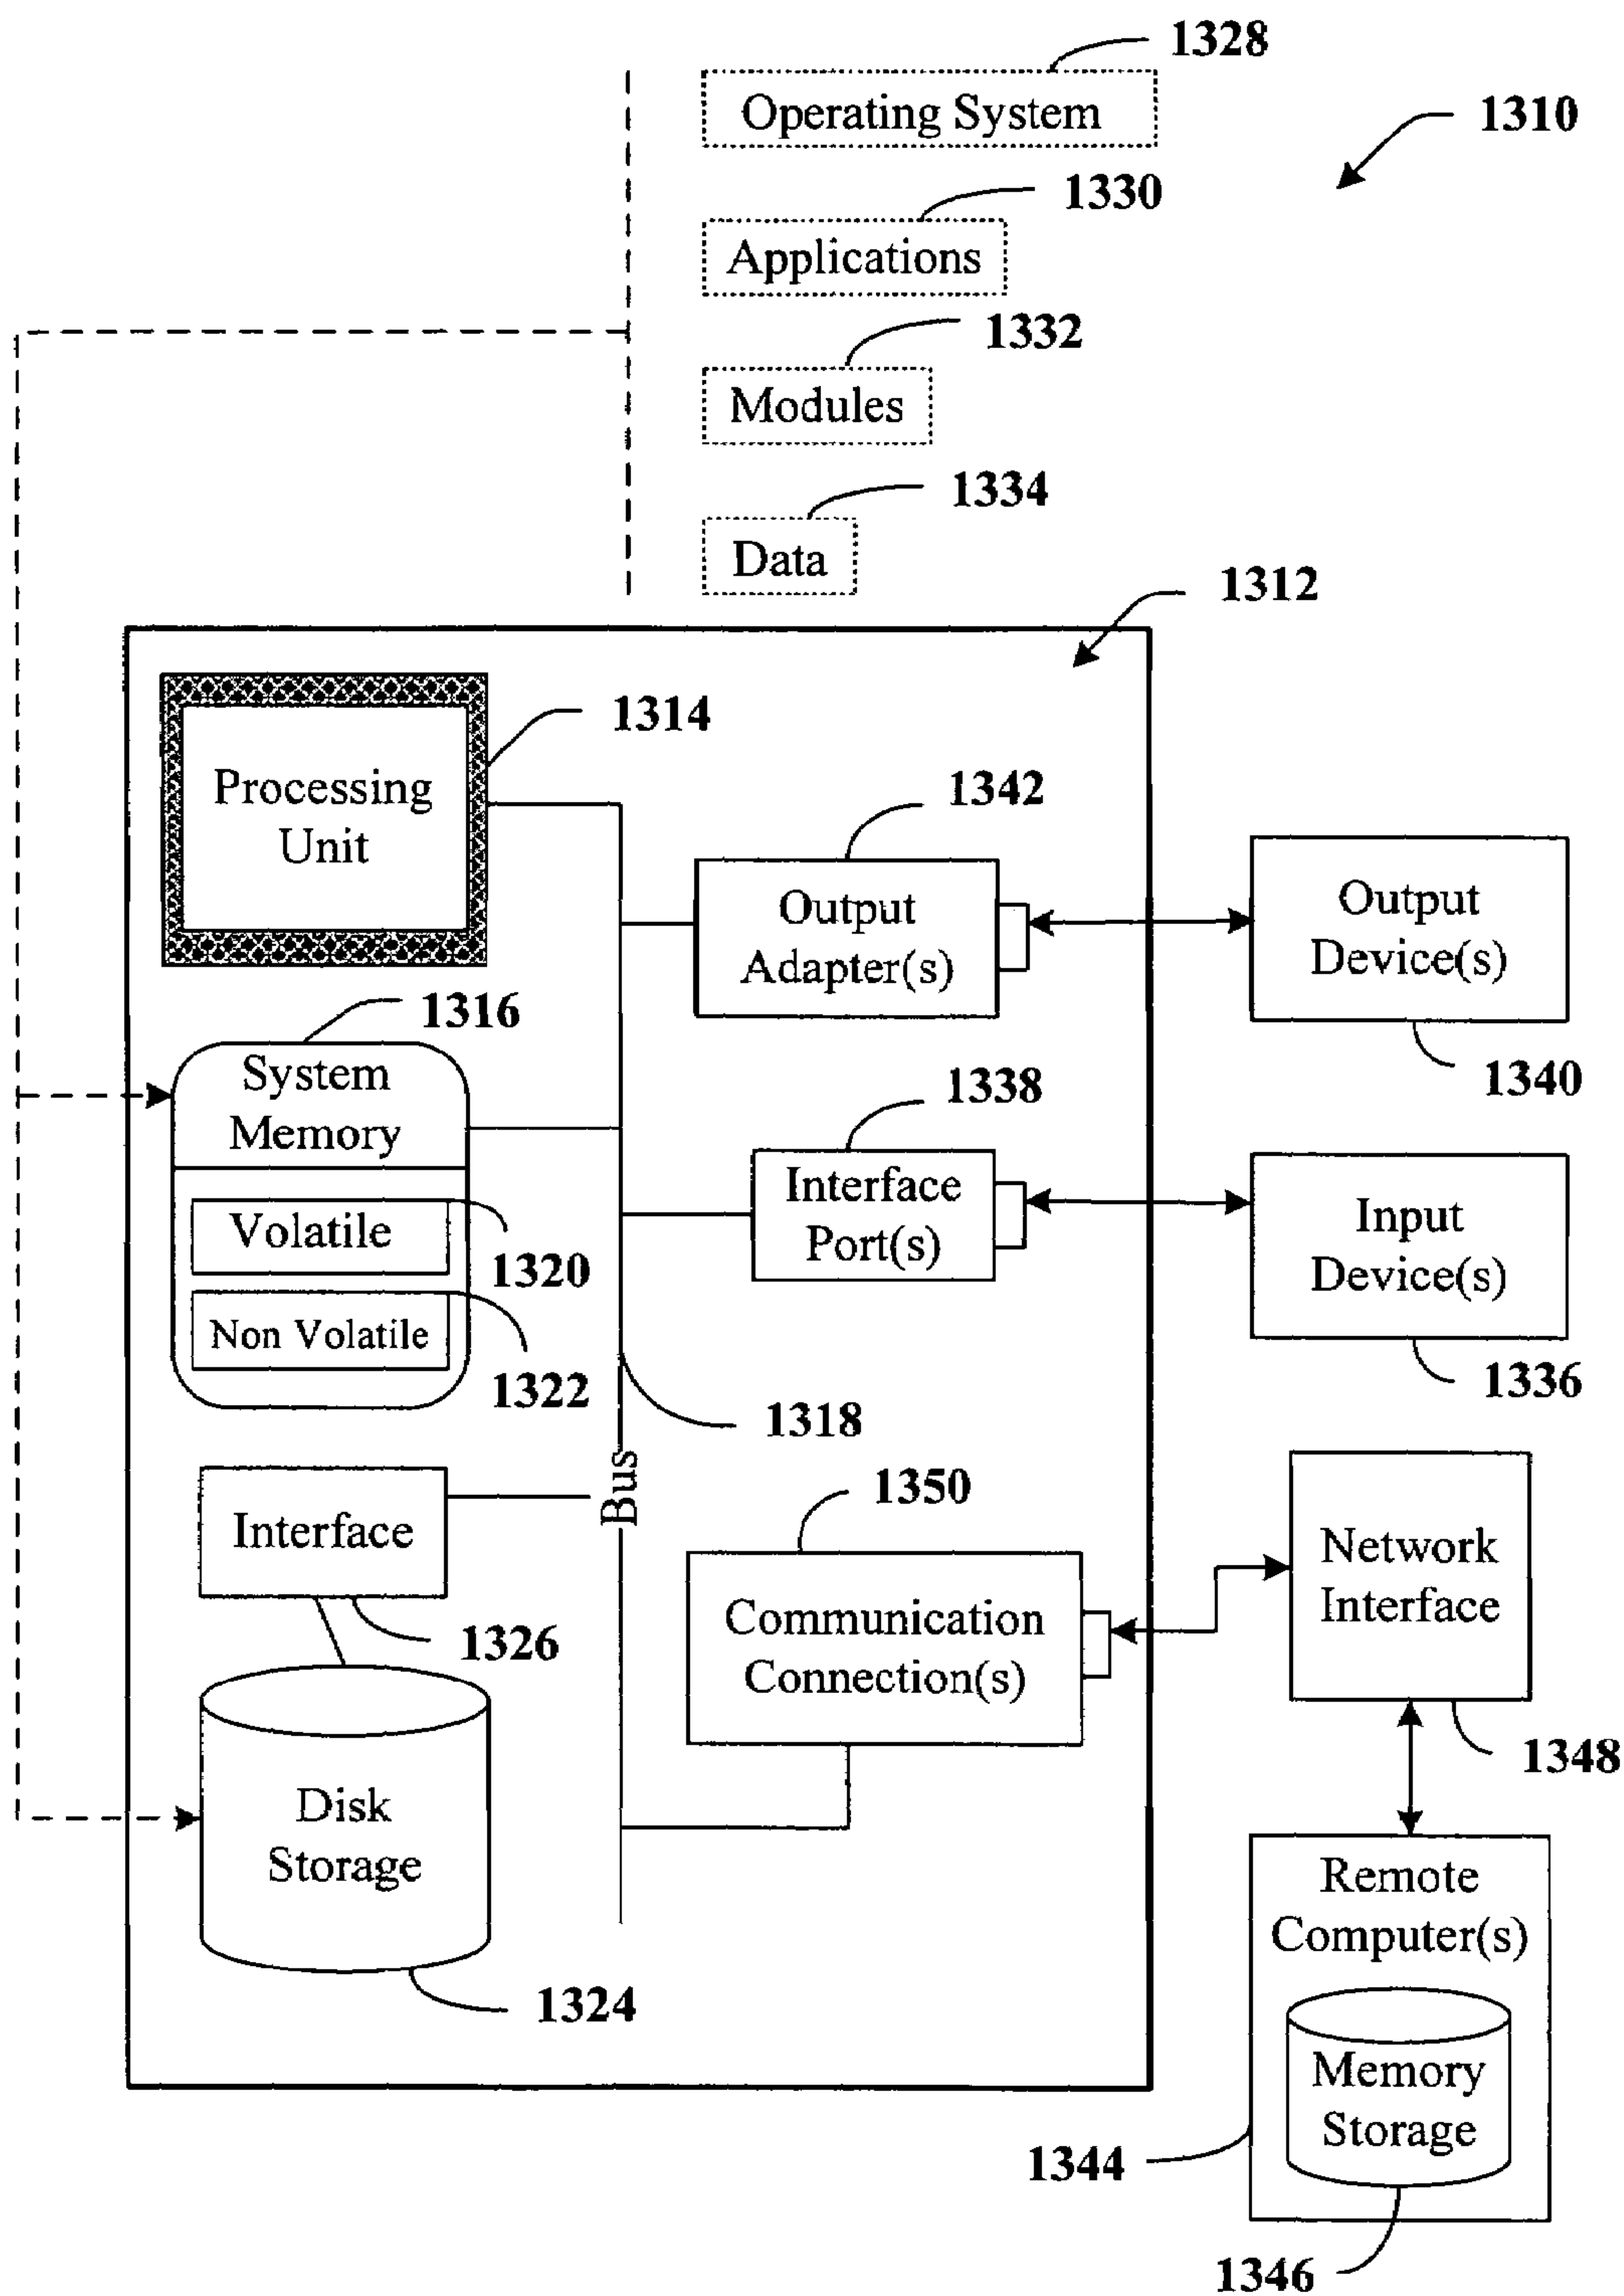 1328
Operating System
1310
1330
Applications
1332
Modules
1334
Data
1312
1314
Processing
Unit
1342
Output
Adapter(s)
Output
Device(s)
1340
1316
System
Memory
1338
Interface
Port(s)
Input
Device(s)
1336
Volatile
1320
Non Volatile
1322
1318
Bus
Interface
1326
1350
Communication
Connection(s)
Network
Interface
1348
Disk
Storage
1324
Remote
Computer(s)
Memory
Storage
1344
1346